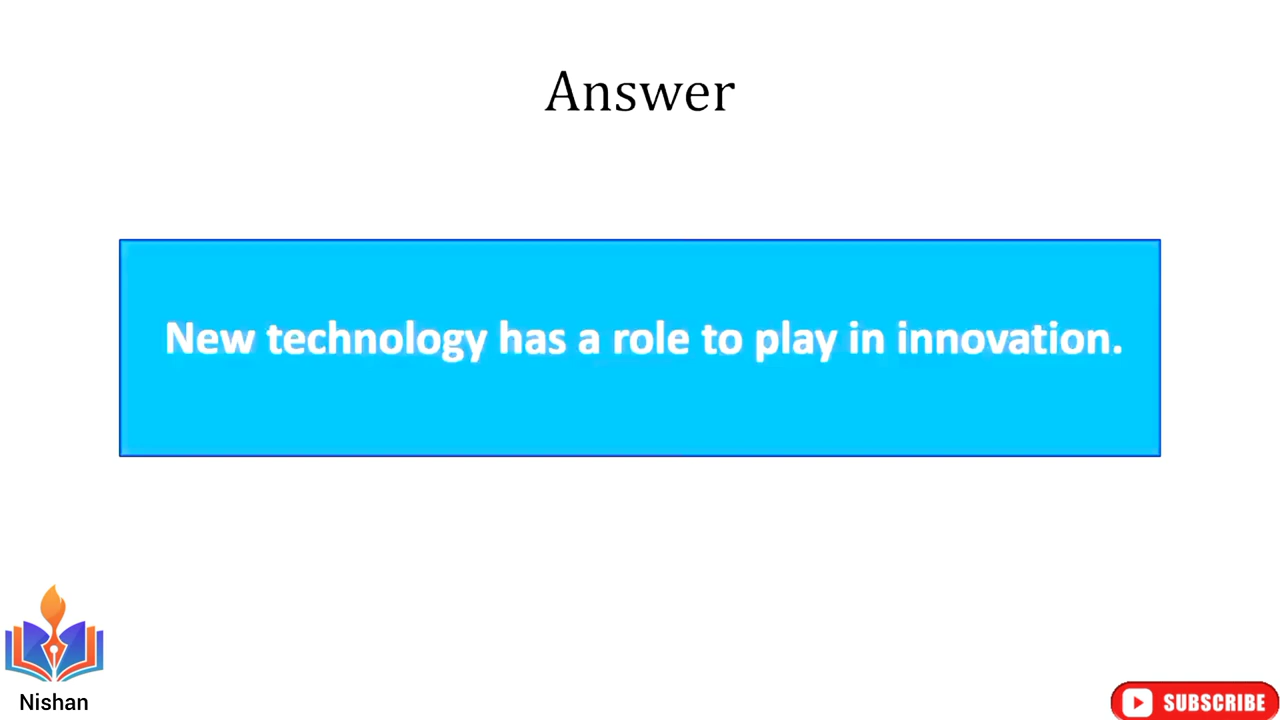 Answer
New technology has a role to play in innovation.
Nishan
SUBSCRIBE